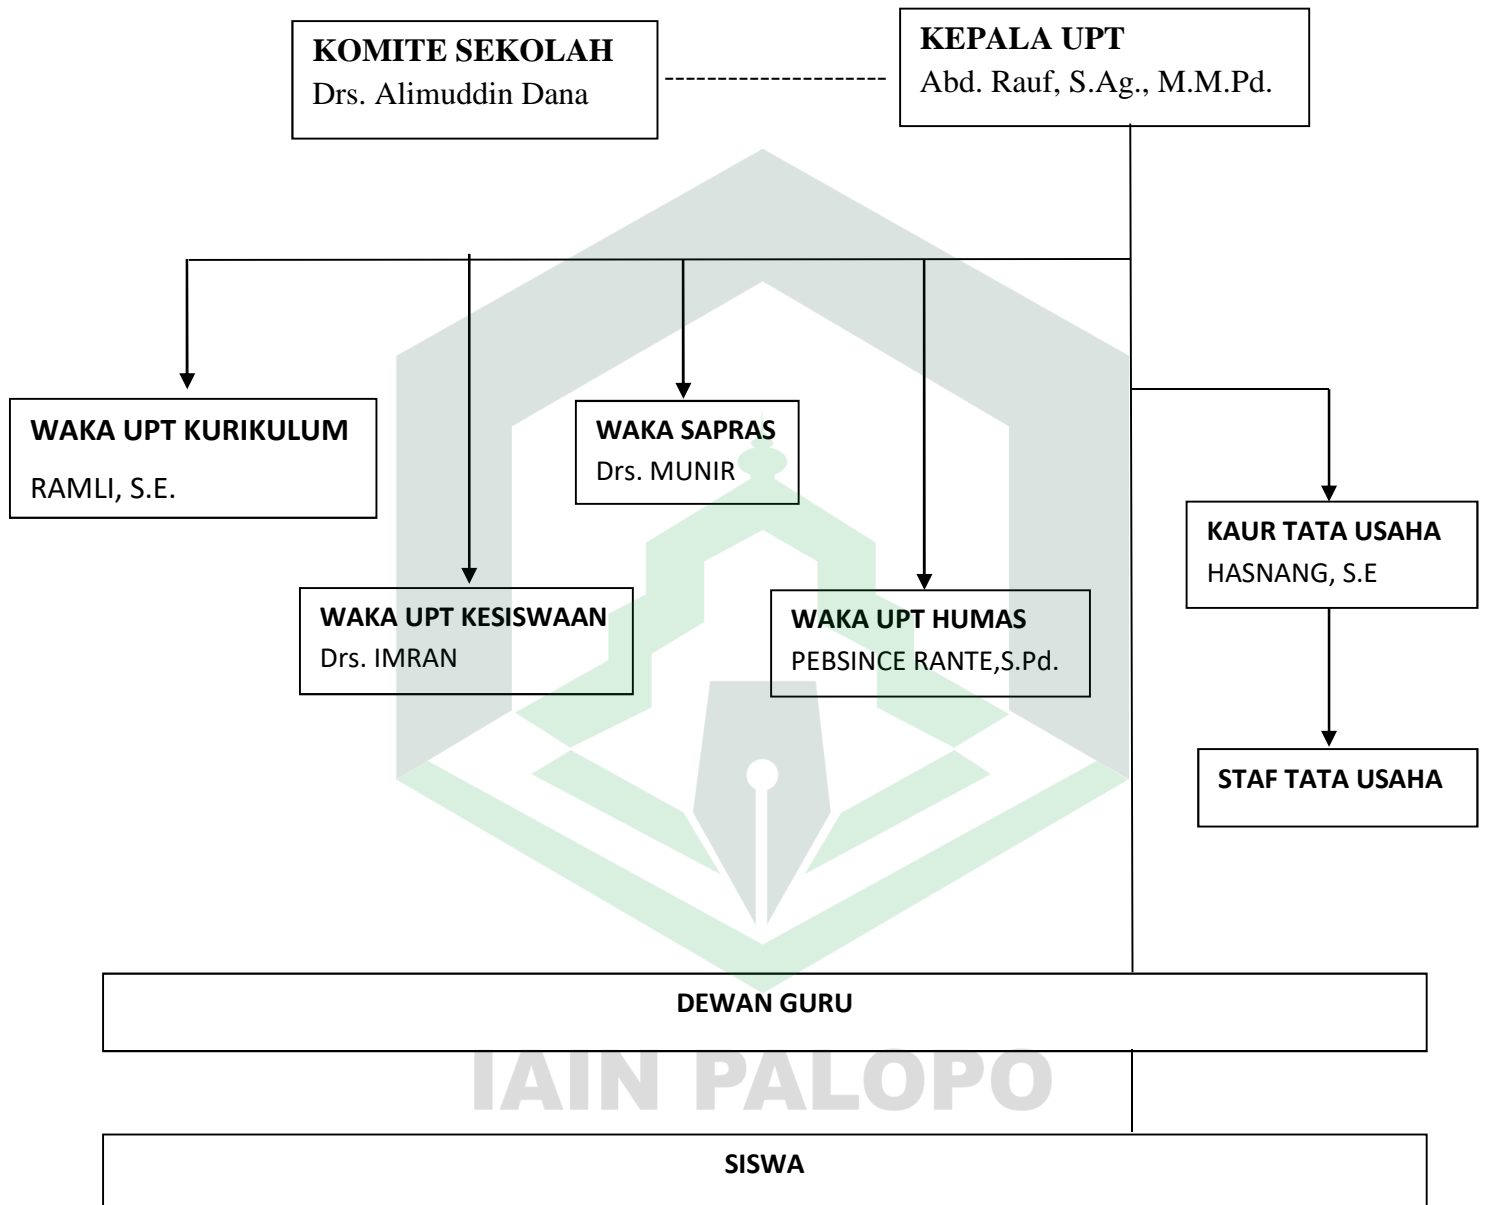 KOMITE SEKOLAH
Drs. Alimuddin Dana
KEPALA UPT
Abd. Rauf, S.Ag., M.M.Pd.
WAKA UPT KURIKULUM
RAMLI, S.E.
WAKA SAPRAS
Drs. MUNIR
KAUR TATA USAHA
HASNANG, S.E
WAKA UPT KESISWAAN
Drs. IMRAN
WAKA UPT HUMAS
PEBSINCE RANTE,S.Pd.
STAF TATA USAHA
DEWAN GURU
IAIN PALOPO
SISWA